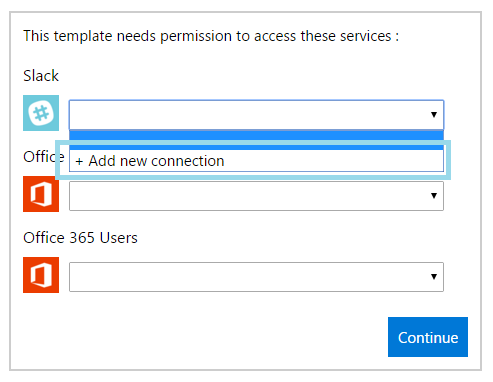 This template needs permission to access these services :
Slack
Office
+ Add new connection
Office 365 Users
Continue